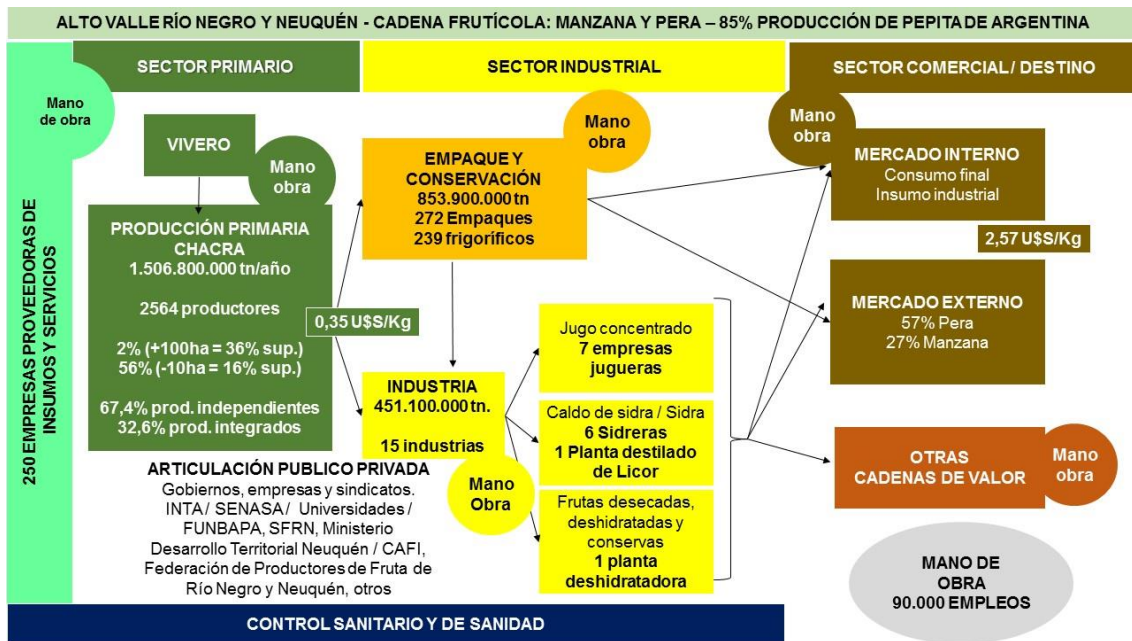 ALTO VALLE RÍO NEGRO Y NEUQUÉN - CADENA FRUTÍCOLA: MANZANA Y PERA – 85% PRODUCCIÓN DE PEPITA DE ARGENTINA
250 EMPRESAS PROVEEDORAS DE
INSUMOS Y SERVICIOS
Mano
de obra
SECTOR PRIMARIO
VIVERO
Mano
obra
PRODUCCIÓN PRIMARIA
CHACRA
1.506.800.000 tn/año
2564 productores
2% (+100ha = 36% sup.)
56% (-10ha = 16% sup.)
67,4% prod. independientes
32,6% prod. integrados
0,35 U$S/Kg
ARTICULACIÓN PUBLICO PRIVADA
Gobiernos, empresas y sindicatos.
INTA / SENASA / Universidades /
FUNBAPA, SFRN, Ministerio
Desarrollo Territorial Neuquén / CAFI,
Federación de Productores de Fruta de
Río Negro y Neuquén, otros
SECTOR INDUSTRIAL
Mano
obra
EMPAQUE Y
CONSERVACIÓN
853.900.000 tn
272 Empaques
239 frigoríficos
INDUSTRIA
451.100.000 tn.
15 industrias
Mano
Obra
Jugo concentrado
7 empresas
jugueras
Caldo de sidra / Sidra
6 Sidreras
1 Planta destilado
de Licor
Frutas desecadas,
deshidratadas y
conservas
1 planta
deshidratadora
SECTOR COMERCIAL / DESTINO
Mano
obra
MERCADO INTERNO
Consumo final
Insumo industrial
2,57 U$S/Kg
MERCADO EXTERNO
57% Pera
27% Manzana
OTRAS
CADENAS DE VALOR
Mano
obra
MANO DE
OBRA
90.000 EMPLEOS
CONTROL SANITARIO Y DE SANIDAD